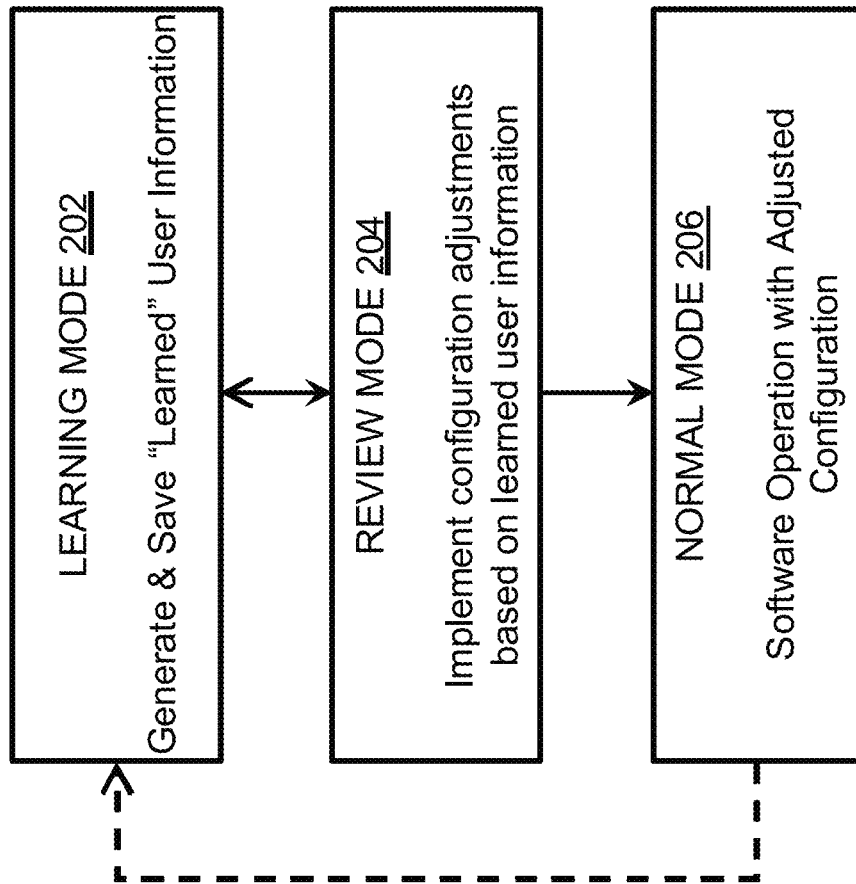 LEARNING MODE 202
Generate & Save “Learned” User Information
REVIEW MODE 204
Implement configuration adjustments
based on learned user information
NORMAL MODE 206
Software Operation with Adjusted
Configuration